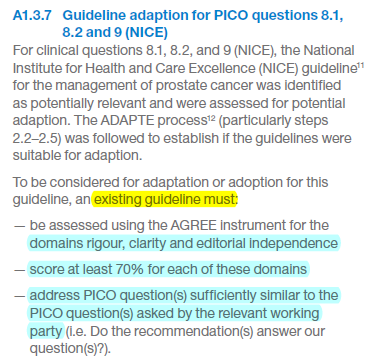 A1.3.7 Guideline adaption for PICO questions 8.1,
8.2 and 9 (NICE)
For clinical questions 8.1, 8.2, and 9 (NICE), the National
Institute for Health and Care Excellence (NICE) guideline¹¹
for the management of prostate cancer was identified
as potentially relevant and were assessed for potential
adaption. The ADAPTE process¹² (particularly steps
2.2–2.5) was followed to establish if the guidelines were
suitable for adaption.
To be considered for adaptation or adoption for this
guideline, an existing guideline must:
— be assessed using the AGREE instrument for the
domains rigour, clarity and editorial independence
— score at least 70% for each of these domains
— address PICO question(s) sufficiently similar to the
PICO question(s) asked by the relevant working
party (i.e. Do the recommendation(s) answer our
question(s)?).